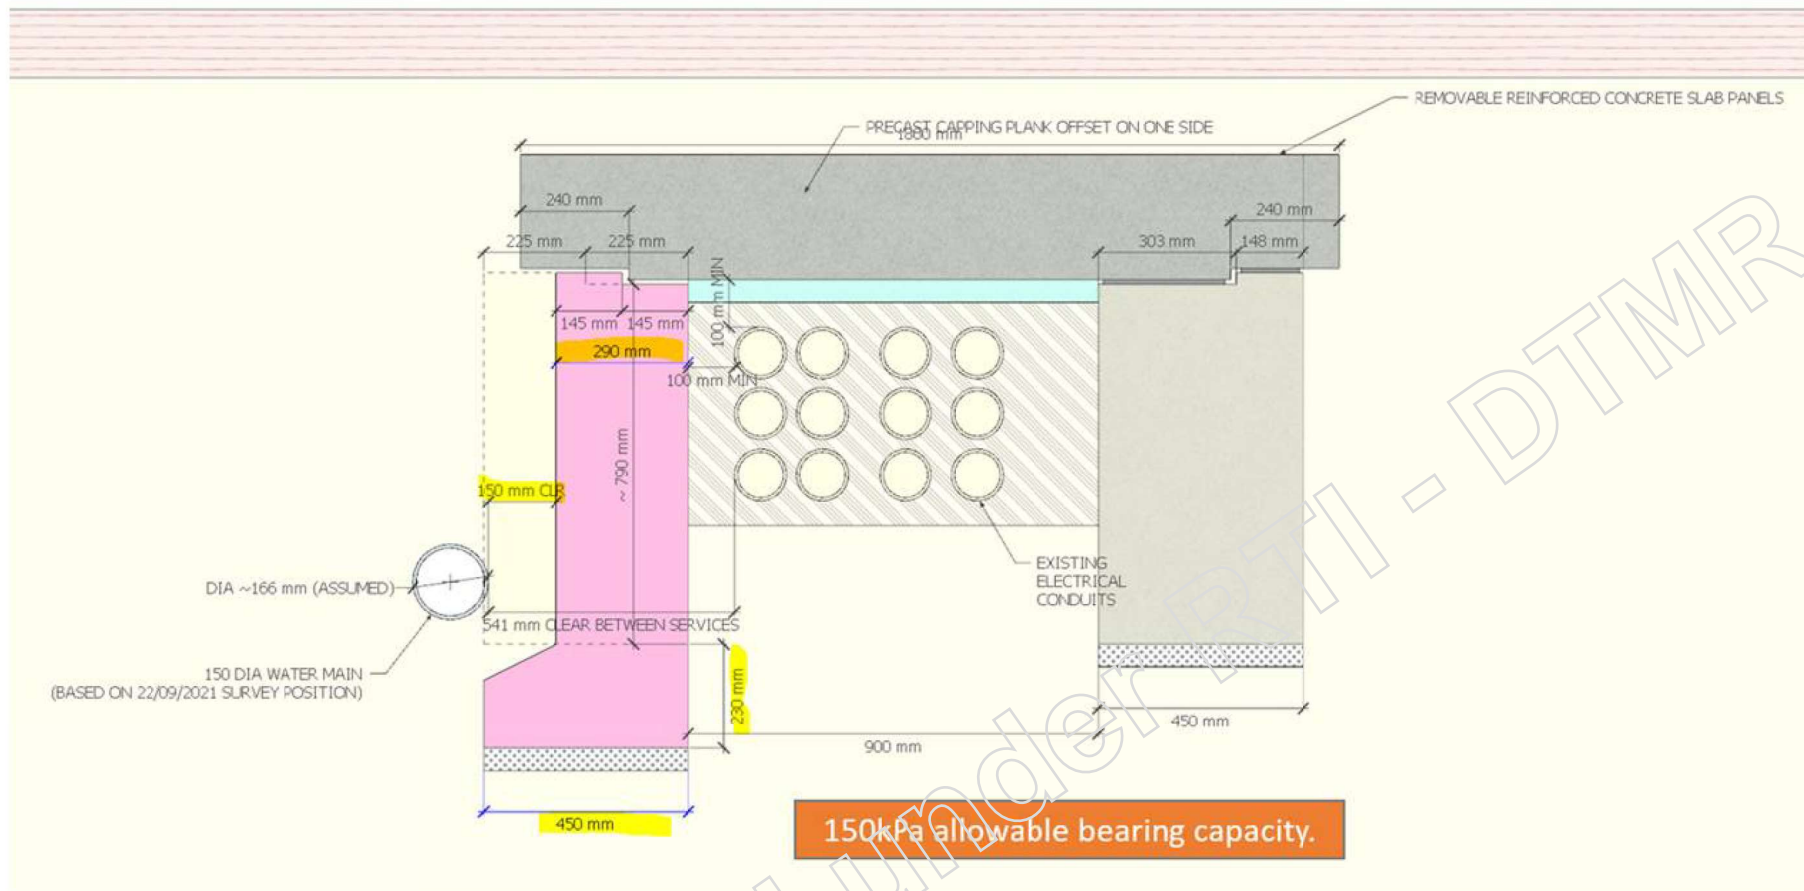 REMOVABLE REINFORCED CONCRETE SLAB PANELS
PRECAST CAPPING PLANK OFFSET ON ONE SIDE
1800 mm
240 mm
240 mm
225 mm
225 mm
303 mm
148 mm
100 mm MIN
145 mm
145 mm
290 mm
100 mm MIN
~ 790 mm
150 mm CLR
EXISTING
ELECTRICAL
CONDUITS
DIA ~166 mm (ASSUMED)
541 mm CLEAR BETWEEN SERVICES
150 DIA WATER MAIN
(BASED ON 22/09/2021 SURVEY POSITION)
230 mm
450 mm
900 mm
450 mm
150kPa allowable bearing capacity.
under RTI - DTMR